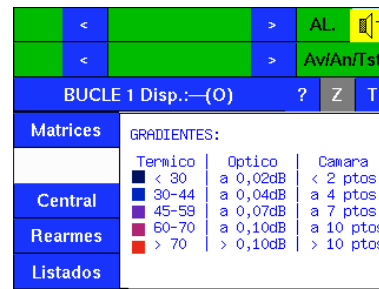 < > AL.
< > Av/An/Tst
BUCLE 1 Disp.:—(O) ? Z T
Matrices
GRADIENTES:
Termico | Optico | Camara
< 30 | a 0,02dB | < 2 ptos
30-44 | a 0,04dB | a 4 ptos
45-59 | a 0,07dB | a 7 ptos
60-70 | a 0,10dB | a 10 ptos
> 70 | > 0,10dB | > 10 ptos
Central
Rearmes
Listados